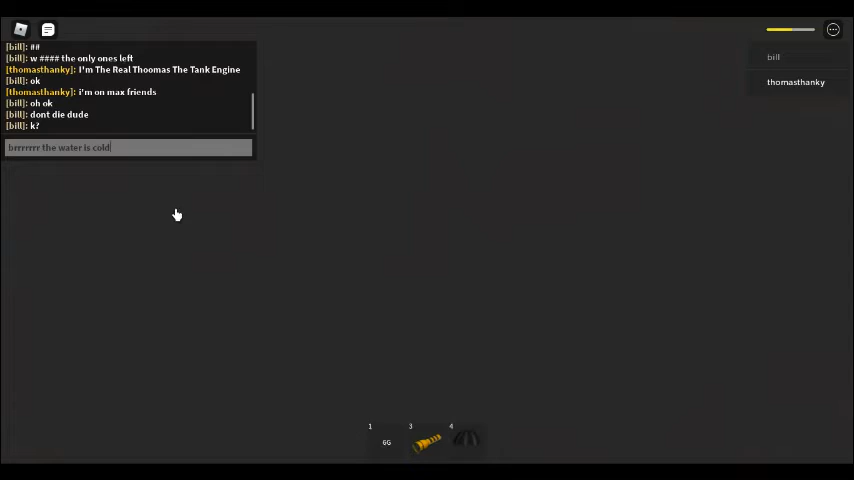 [bill]: ##
[bill]: w #### the only ones left
[thomasthanky]: I'm The Real Thoomas The Tank Engine
[bill]: ok
[thomasthanky]: i'm on max friends
[bill]: oh ok
[bill]: dont die dude
[bill]: k?
brrrrrrr the water is cold
bill
thomasthanky
1
3
4
GG